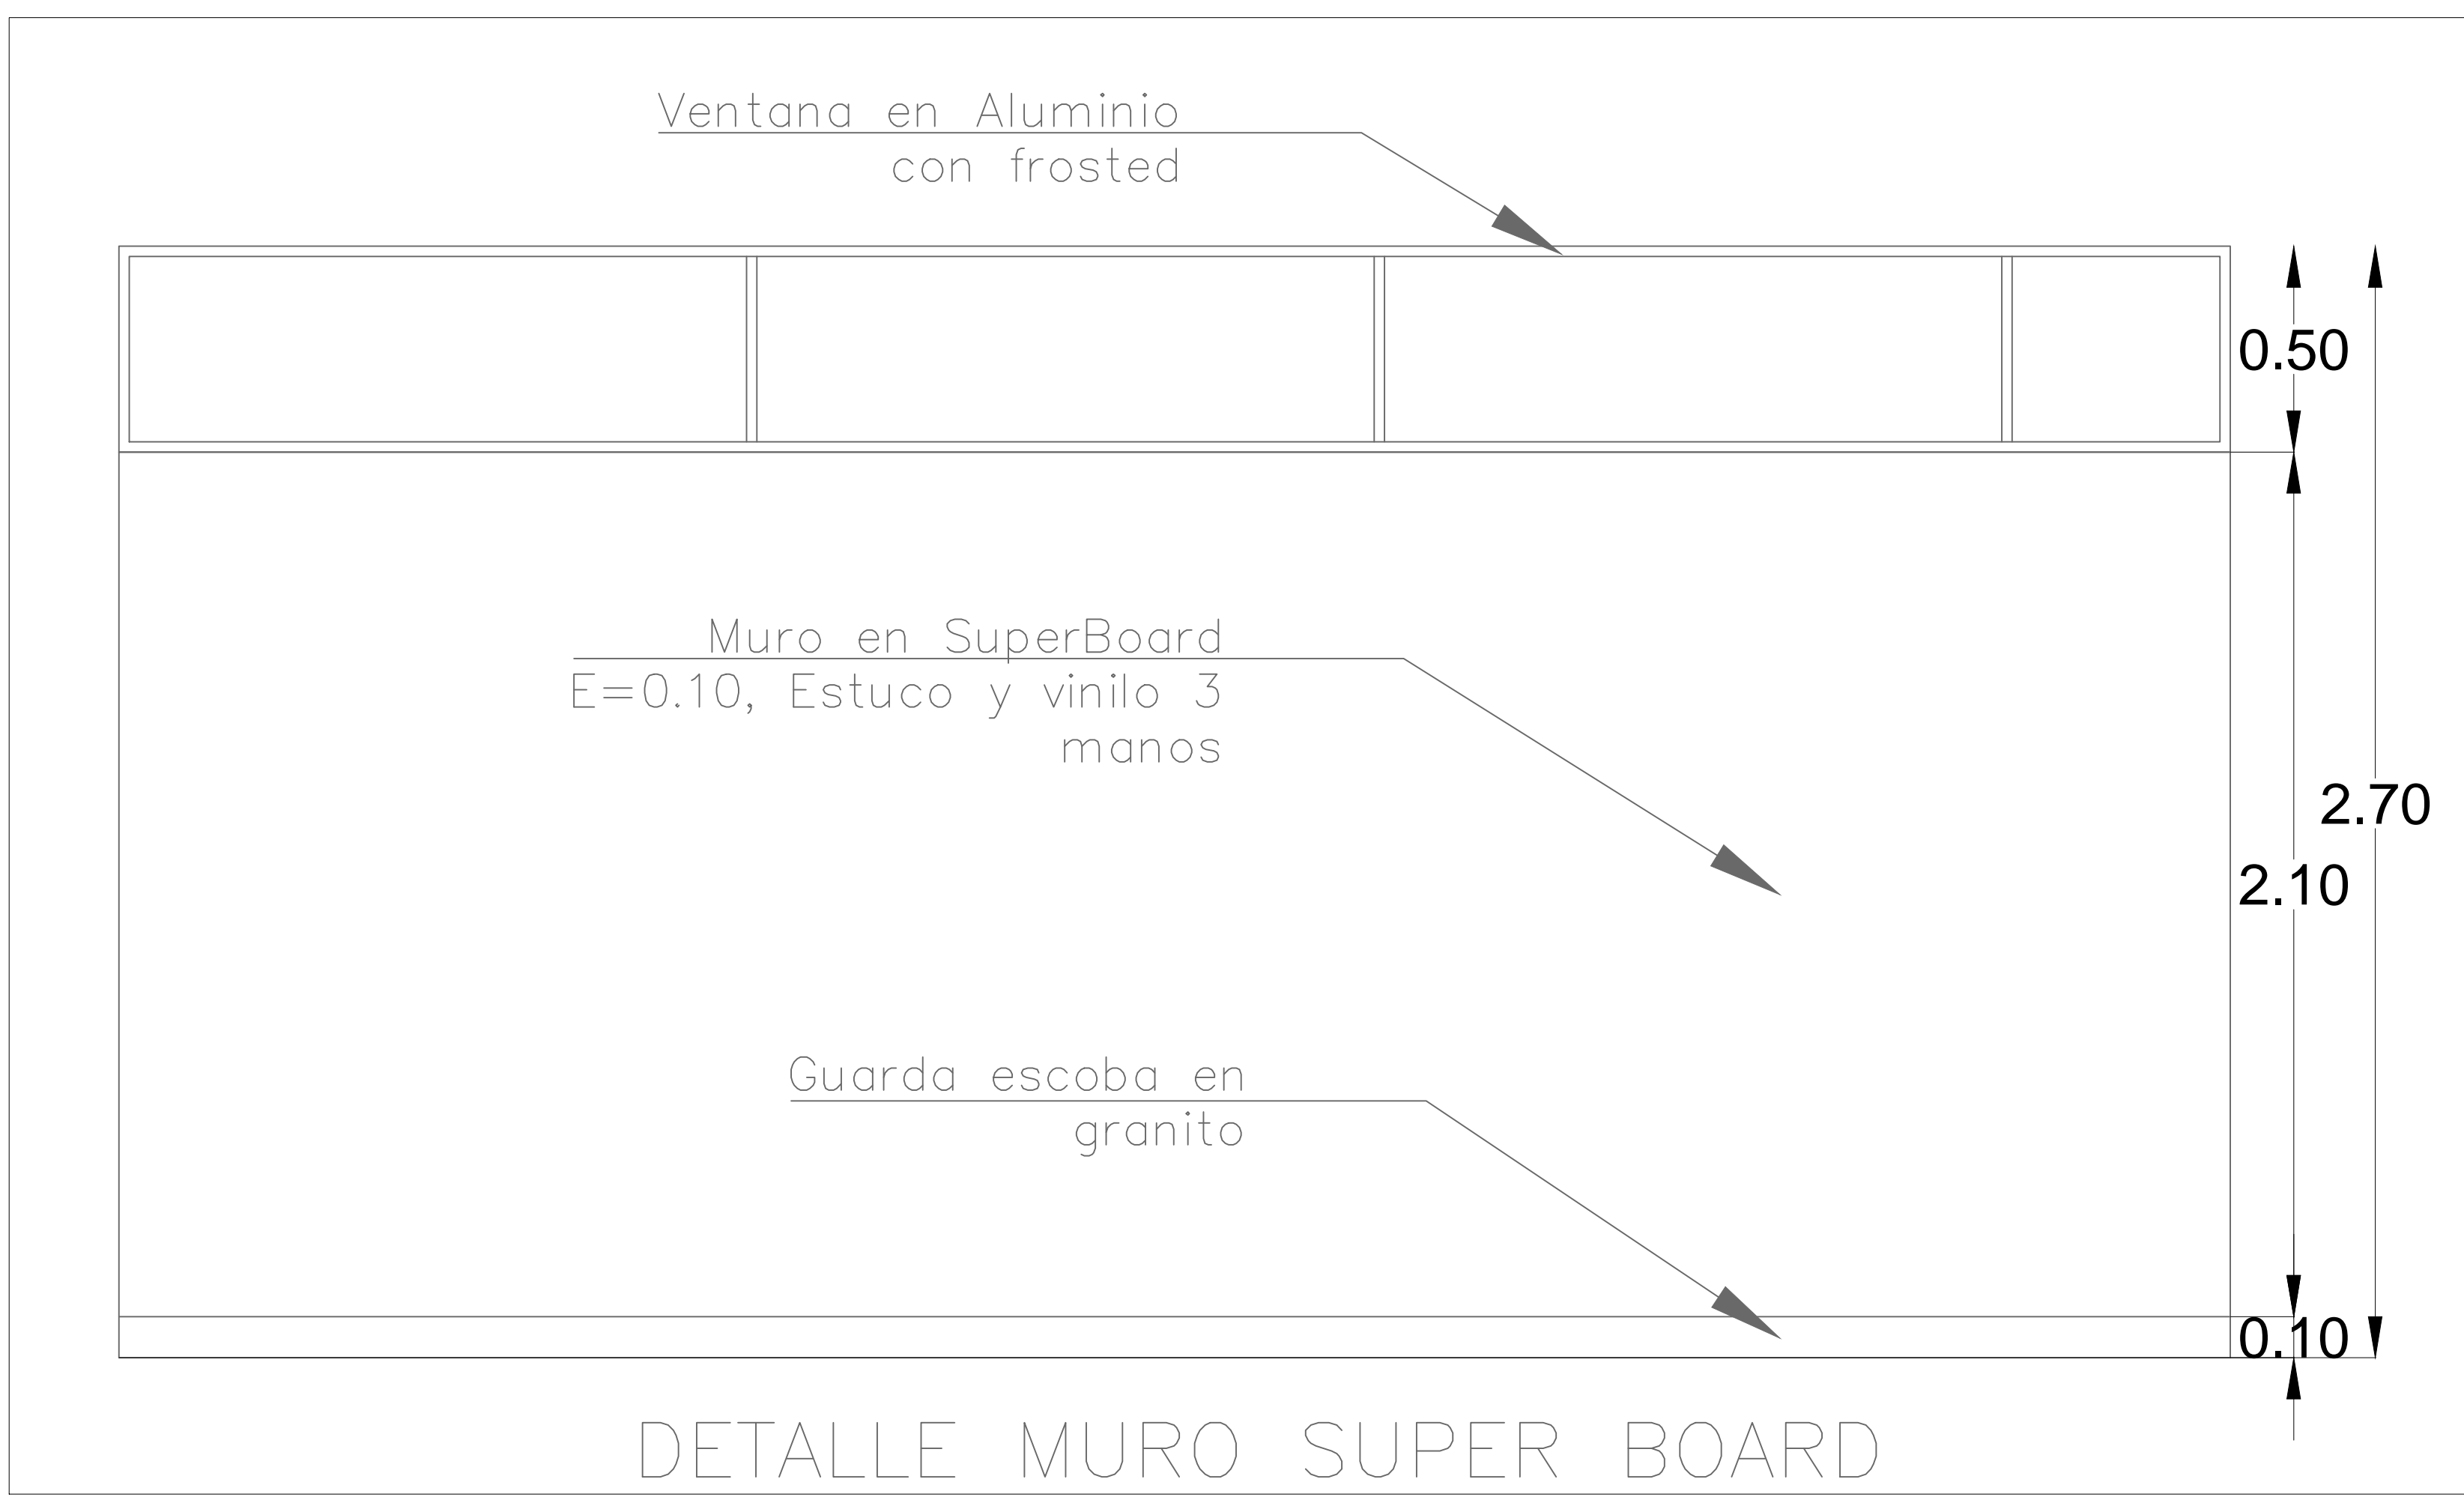 Ventana en Aluminio
con frosted
0.50
Muro en SuperBoard
E=0.10, Estuco y vinilo 3
manos
2.70
2.10
Guarda escoba en
granito
0.10
DETALLE MURO SUPER BOARD